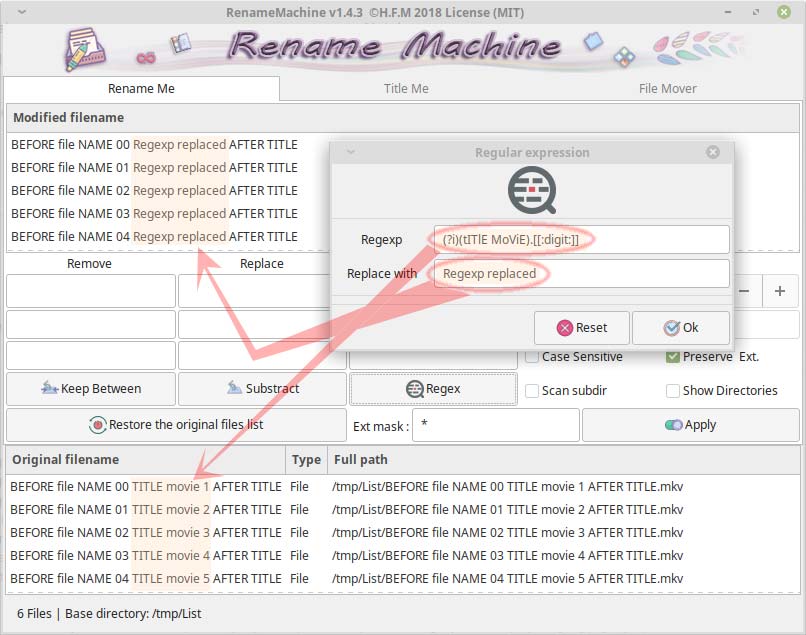 RenameMachine v1.4.3 ©H.F.M 2018 License (MIT)
Rename Machine
Rename Me
Title Me
File Mover
Modified filename
BEFORE file NAME 00 Regexp replaced AFTER TITLE
BEFORE file NAME 01 Regexp replaced AFTER TITLE
BEFORE file NAME 02 Regexp replaced AFTER TITLE
BEFORE file NAME 03 Regexp replaced AFTER TITLE
BEFORE file NAME 04 Regexp replaced AFTER TITLE
Regular expression
Regexp (?i)(tITlE MoViE).[[:digit:]]
Replace with Regexp replaced
Reset Ok
Remove Replace
Case Sensitive Preserve Ext.
Keep Between Substract Regex Scan subdir Show Directories
Restore the original files list Ext mask : * Apply
Original filename Type Full path
BEFORE file NAME 00 TITLE movie 1 AFTER TITLE File /tmp/List/BEFORE file NAME 00 TITLE movie 1 AFTER TITLE.mkv
BEFORE file NAME 01 TITLE movie 2 AFTER TITLE File /tmp/List/BEFORE file NAME 01 TITLE movie 2 AFTER TITLE.mkv
BEFORE file NAME 02 TITLE movie 3 AFTER TITLE File /tmp/List/BEFORE file NAME 02 TITLE movie 3 AFTER TITLE.mkv
BEFORE file NAME 03 TITLE movie 4 AFTER TITLE File /tmp/List/BEFORE file NAME 03 TITLE movie 4 AFTER TITLE.mkv
BEFORE file NAME 04 TITLE movie 5 AFTER TITLE File /tmp/List/BEFORE file NAME 04 TITLE movie 5 AFTER TITLE.mkv
6 Files | Base directory: /tmp/List